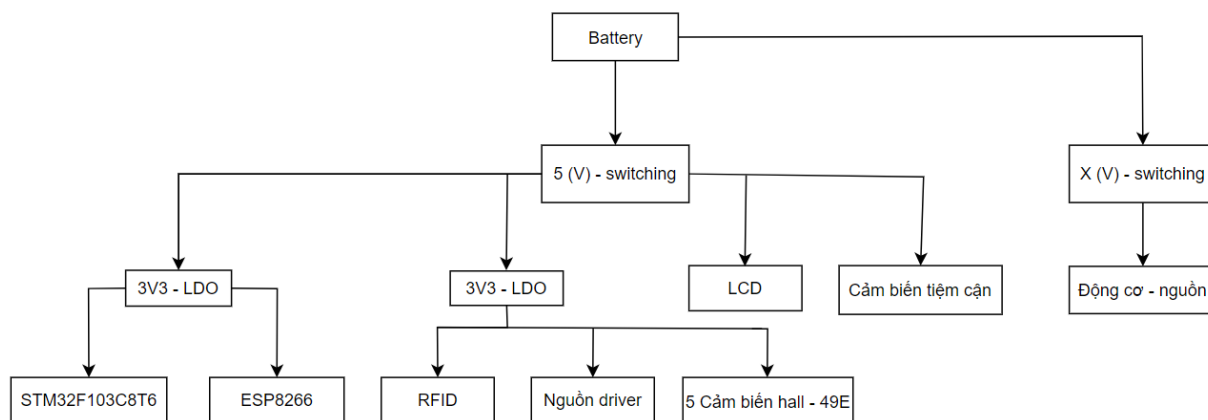 Battery
5 (V) - switching
X (V) - switching
3V3 - LDO
3V3 - LDO
LCD
Cảm biến tiệm cận
Động cơ - nguồn
STM32F103C8T6
ESP8266
RFID
Nguồn driver
5 Cảm biến hall - 49E